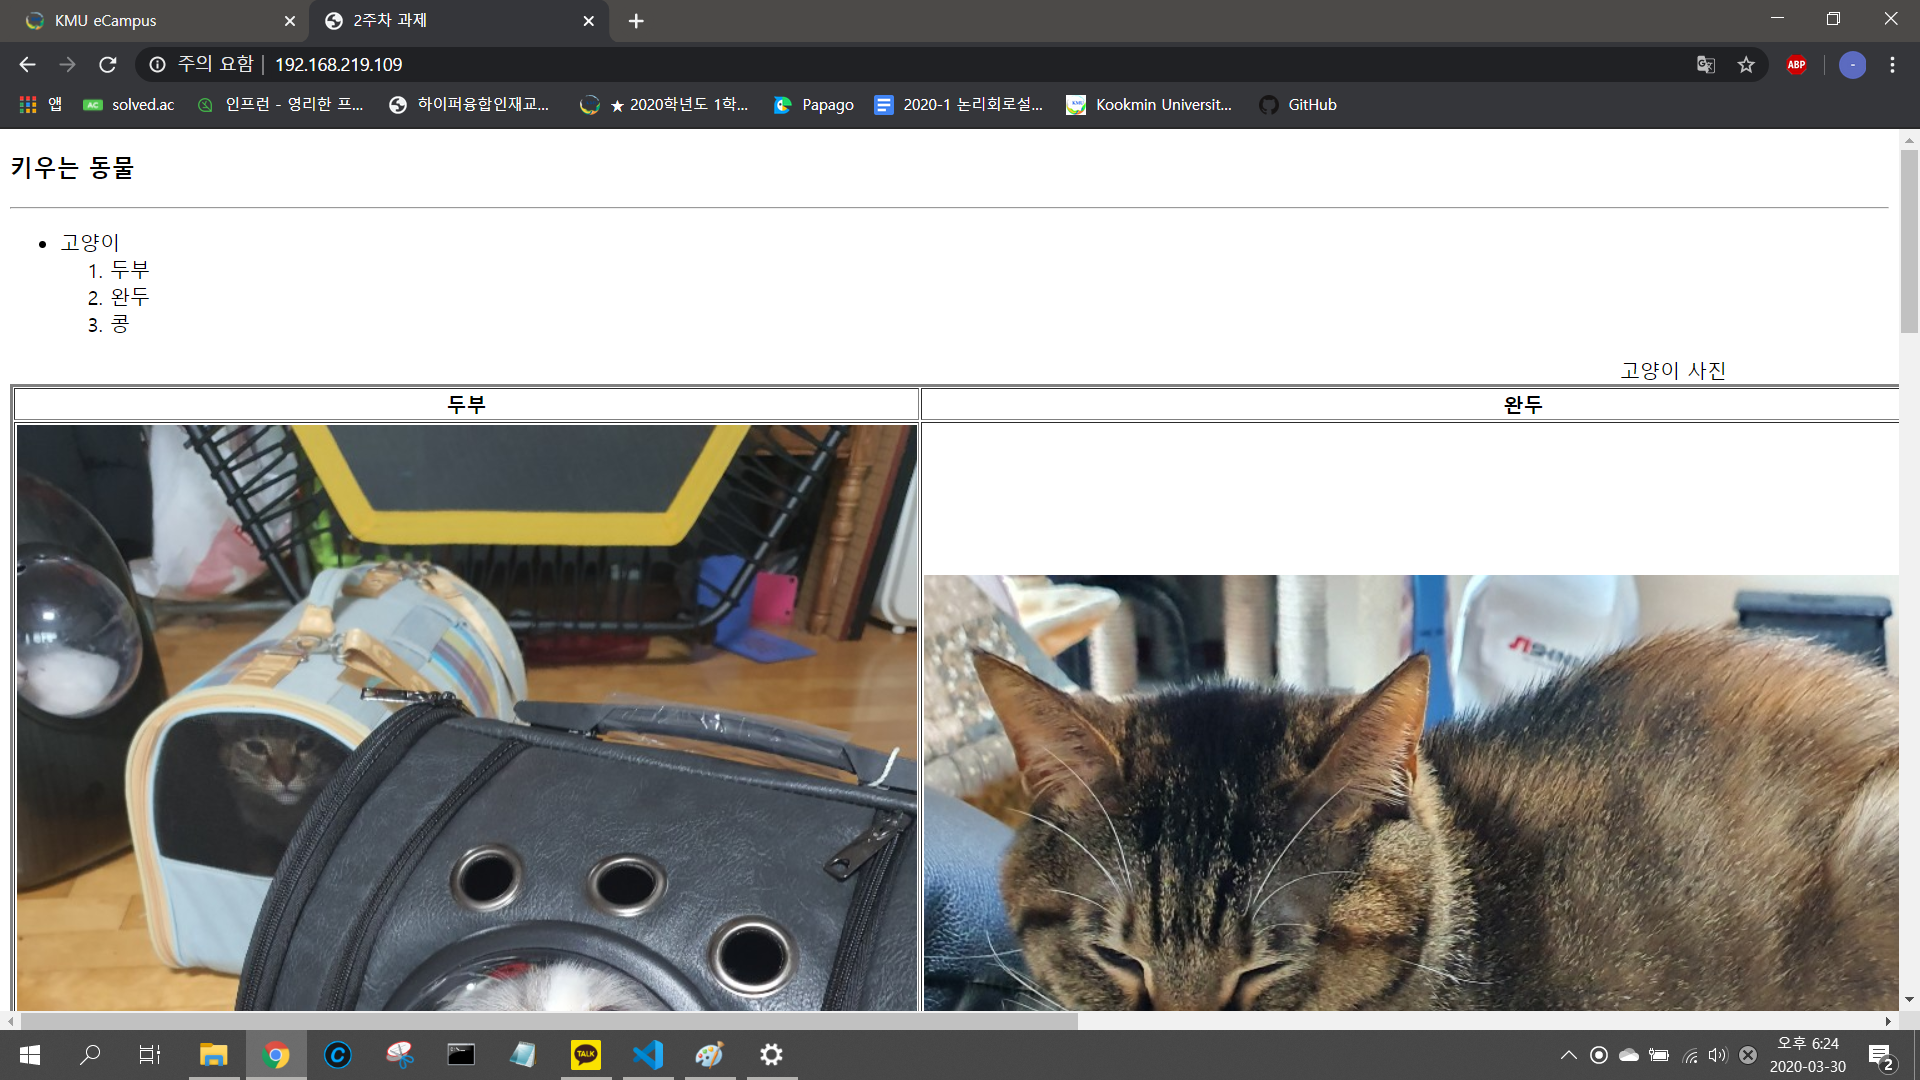 KMU eCampus
2주차 과제
주의 요함 | 192.168.219.109
ABP
-
앱
solved.ac
인프런 - 영리한 프...
하이퍼융합인재교...
★ 2020학년도 1학...
Papago
2020-1 논리회로설...
Kookmin Universit...
GitHub
키우는 동물
• 고양이
1. 두부
2. 완두
3. 콩
고양이 사진
두부
완두
TALK
오후 6:24
2020-03-30
2